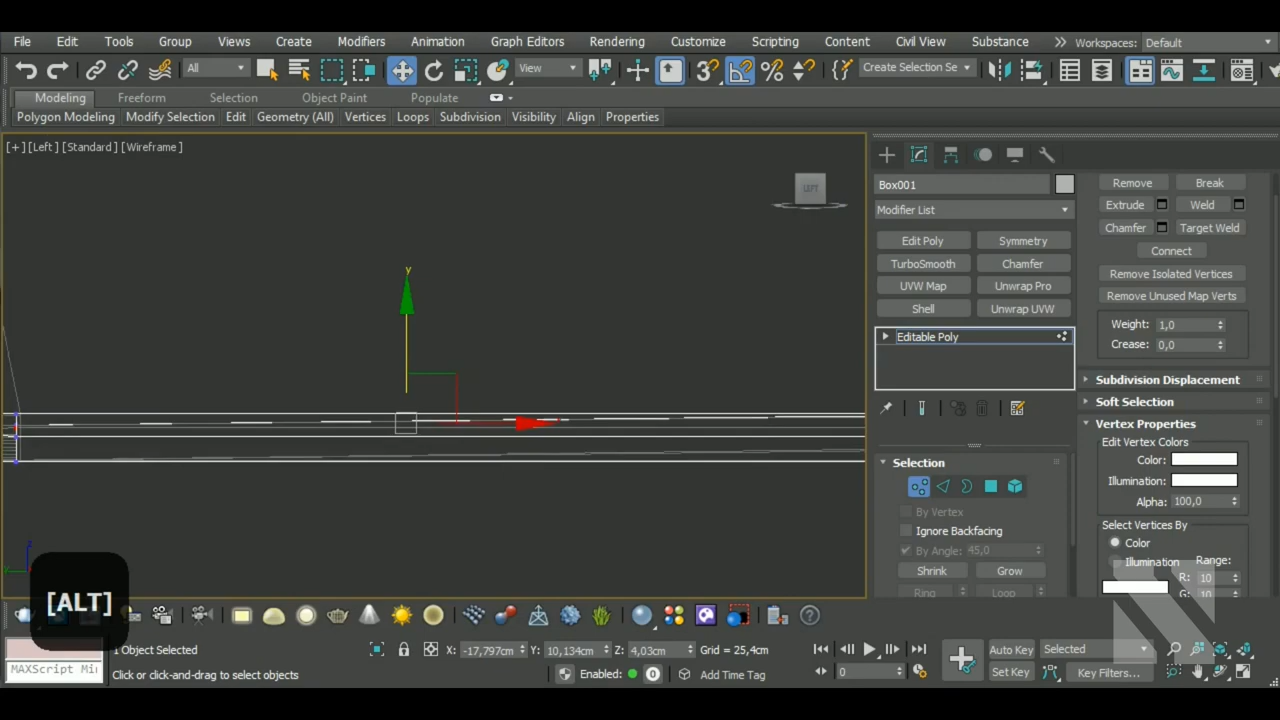 File Edit Tools Group Views Create Modifiers Animation Graph Editors Rendering Customize Scripting Content Civil View Substance Workspaces: Default
All View Create Selection Se
Modeling Freeform Selection Object Paint Populate
Polygon Modeling Modify Selection Edit Geometry (All) Vertices Loops Subdivision Visibility Align Properties
[+] [Left] [Standard] [Wireframe]
LEFT
y
Box001
Modifier List
Edit Poly Symmetry
TurboSmooth Chamfer
UVW Map Unwrap Pro
Shell Unwrap UVW
Editable Poly
Selection
By Vertex
Ignore Backfacing
By Angle: 45,0
Shrink Grow
Ring Loop
Remove Break
Extrude Weld
Chamfer Target Weld
Connect
Remove Isolated Vertices
Remove Unused Map Verts
Weight: 1,0
Crease: 0,0
Subdivision Displacement
Soft Selection
Vertex Properties
Edit Vertex Colors
Color:
Illumination:
Alpha: 100,0
Select Vertices By
Color
Illumination Range:
R: 10
G: 10
z
[ALT]
1 Object Selected X: -17,797cm Y: 10,134cm Z: 4,03cm Grid = 25,4cm
MAXScript Mi
Click or click-and-drag to select objects Enabled: 0 Add Time Tag
0
Auto Key Selected
Set Key Key Filters...